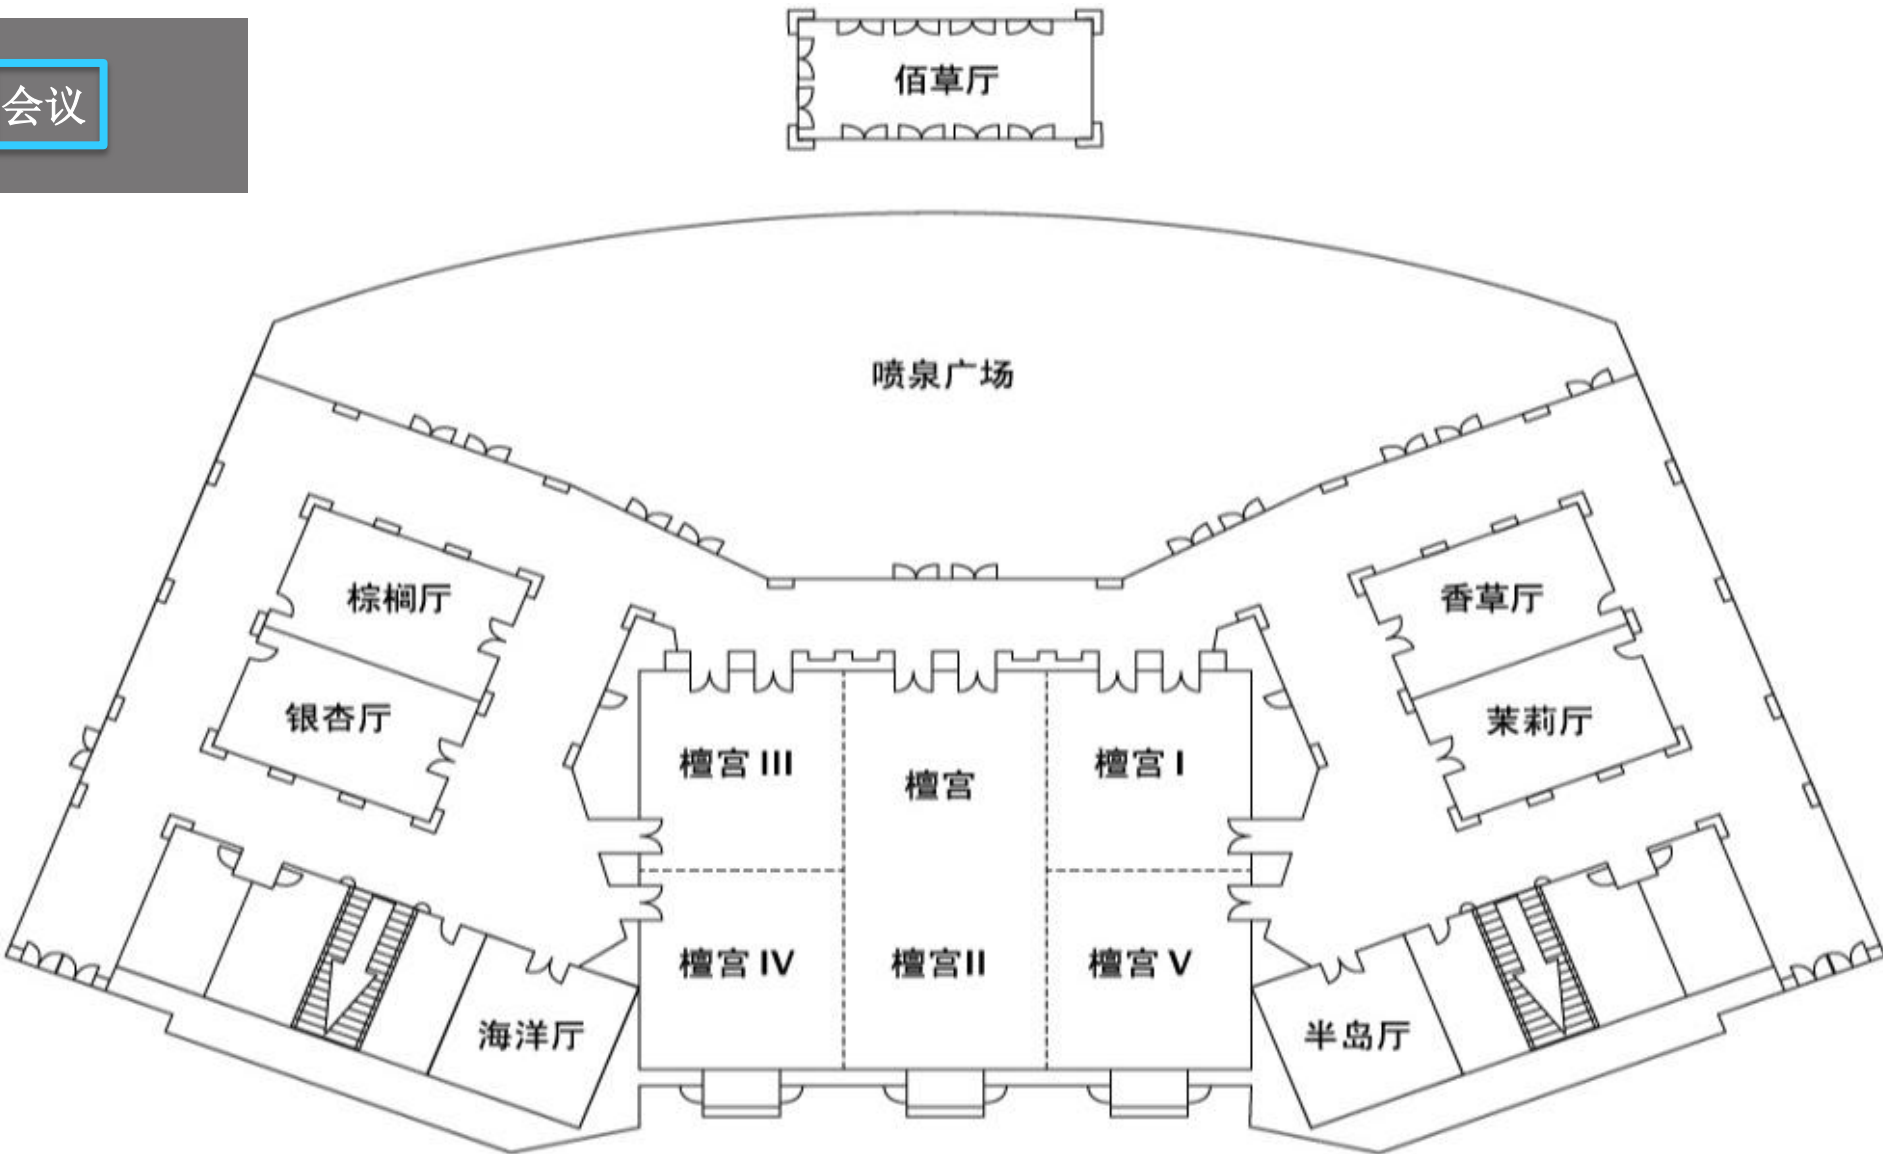 佰草厅
会议
喷泉广场
棕榈厅
香草厅
银杏厅
茉莉厅
檀宫 III
檀宫
檀宫 I
檀宫 IV
檀宫II
檀宫 V
海洋厅
半岛厅